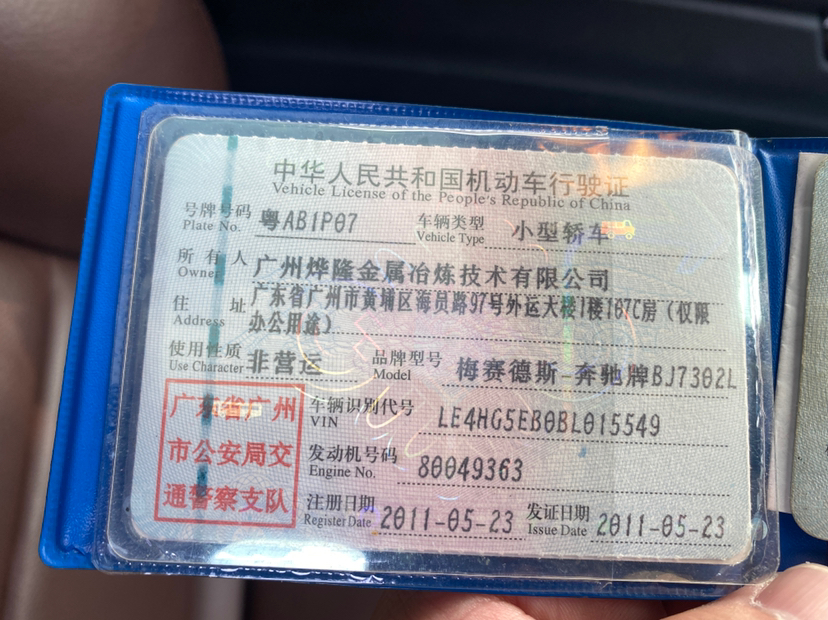 中华人民共和国机动车行驶证
Vehicle License of the People's Republic of China
号牌号码 粤AB1P07 车辆类型 小型轿车
Plate No. Vehicle Type
所有人 广州烨隆金属冶炼技术有限公司
Owner
住址 广东省广州市黄埔区海员路97号外运大楼1楼107C房（仅限
Address 办公用途）
使用性质 非营运 品牌型号 梅赛德斯-奔驰牌BJ7302L
Use Character Model
广东省广州
市公安局交
通警察支队
车辆识别代号 LE4HG5EB0BL015549
VIN
发动机号码 80049363
Engine No.
注册日期 2011-05-23 发证日期 2011-05-23
Register Date Issue Date